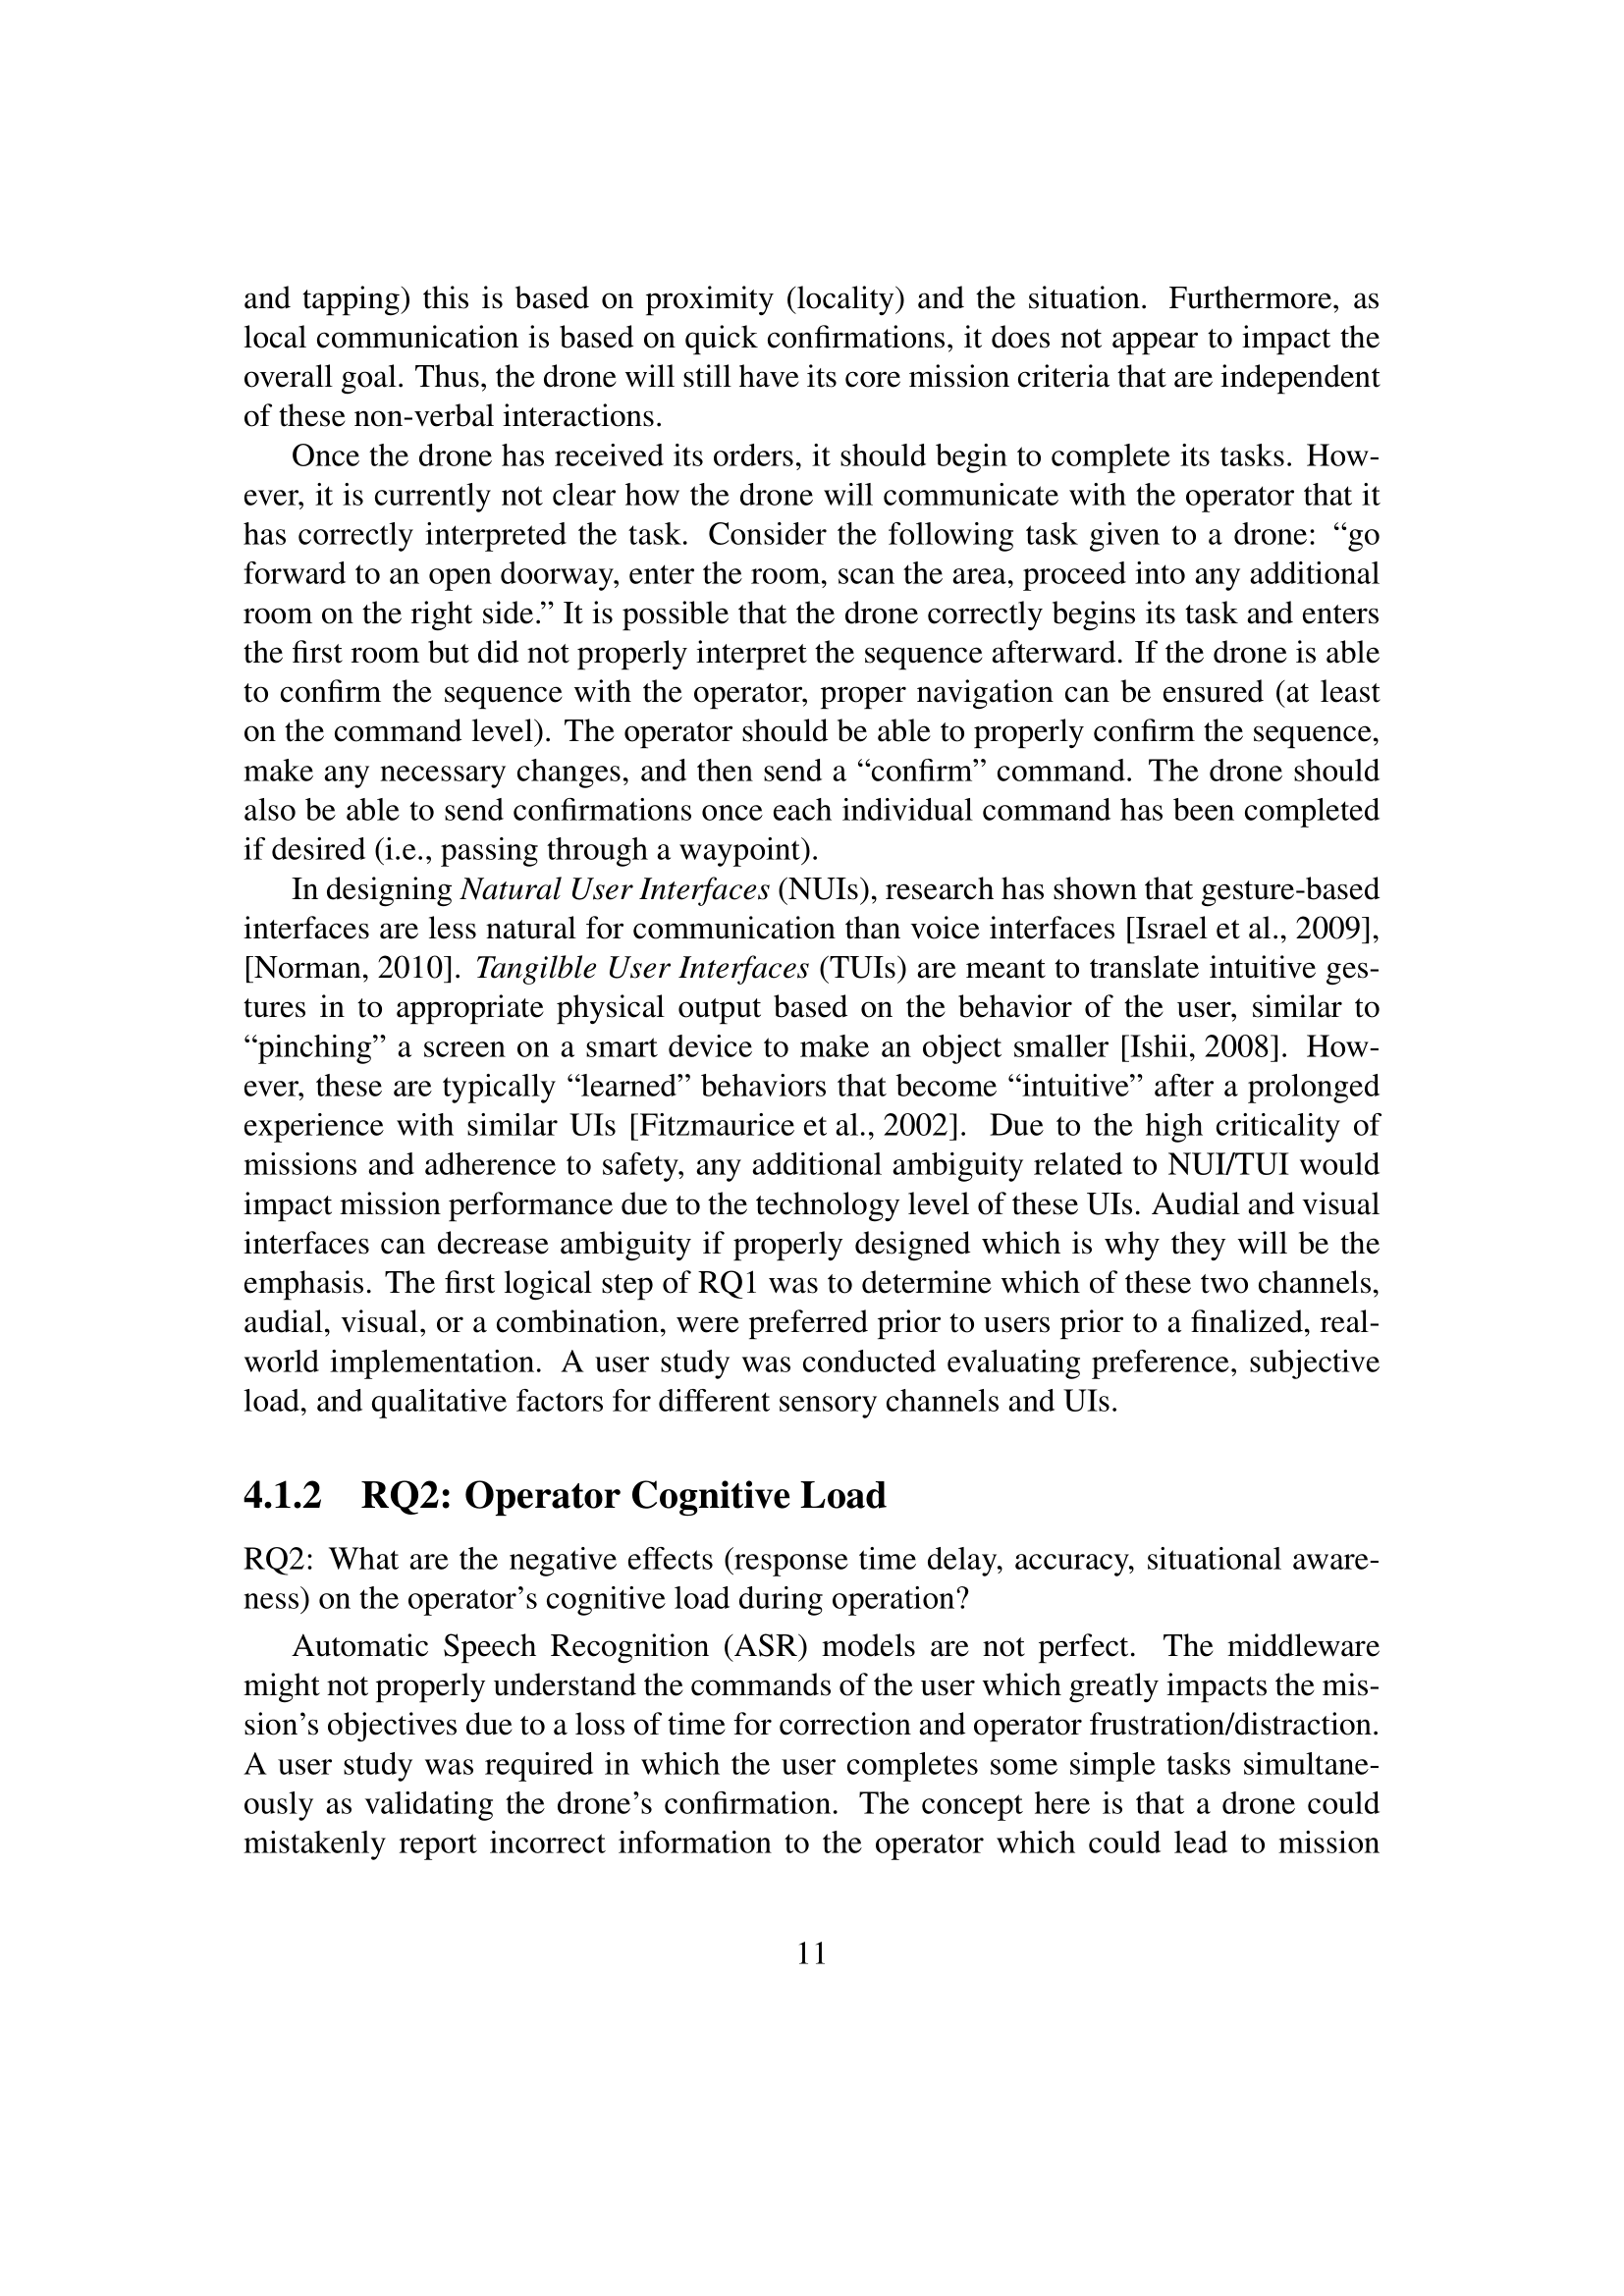 and tapping) this is based on proximity (locality) and the situation. Furthermore, as
local communication is based on quick confirmations, it does not appear to impact the
overall goal. Thus, the drone will still have its core mission criteria that are independent
of these non-verbal interactions.
Once the drone has received its orders, it should begin to complete its tasks. How-
ever, it is currently not clear how the drone will communicate with the operator that it
has correctly interpreted the task. Consider the following task given to a drone: “go
forward to an open doorway, enter the room, scan the area, proceed into any additional
room on the right side.” It is possible that the drone correctly begins its task and enters
the first room but did not properly interpret the sequence afterward. If the drone is able
to confirm the sequence with the operator, proper navigation can be ensured (at least
on the command level). The operator should be able to properly confirm the sequence,
make any necessary changes, and then send a “confirm” command. The drone should
also be able to send confirmations once each individual command has been completed
if desired (i.e., passing through a waypoint).
In designing Natural User Interfaces (NUIs), research has shown that gesture-based
interfaces are less natural for communication than voice interfaces [Israel et al., 2009],
[Norman, 2010]. Tangilble User Interfaces (TUIs) are meant to translate intuitive ges-
tures in to appropriate physical output based on the behavior of the user, similar to
“pinching” a screen on a smart device to make an object smaller [Ishii, 2008]. How-
ever, these are typically “learned” behaviors that become “intuitive” after a prolonged
experience with similar UIs [Fitzmaurice et al., 2002]. Due to the high criticality of
missions and adherence to safety, any additional ambiguity related to NUI/TUI would
impact mission performance due to the technology level of these UIs. Audial and visual
interfaces can decrease ambiguity if properly designed which is why they will be the
emphasis. The first logical step of RQ1 was to determine which of these two channels,
audial, visual, or a combination, were preferred prior to users prior to a finalized, real-
world implementation. A user study was conducted evaluating preference, subjective
load, and qualitative factors for different sensory channels and UIs.
4.1.2 RQ2: Operator Cognitive Load
RQ2: What are the negative effects (response time delay, accuracy, situational aware-
ness) on the operator’s cognitive load during operation?
Automatic Speech Recognition (ASR) models are not perfect. The middleware
might not properly understand the commands of the user which greatly impacts the mis-
sion’s objectives due to a loss of time for correction and operator frustration/distraction.
A user study was required in which the user completes some simple tasks simultane-
ously as validating the drone’s confirmation. The concept here is that a drone could
mistakenly report incorrect information to the operator which could lead to mission
11